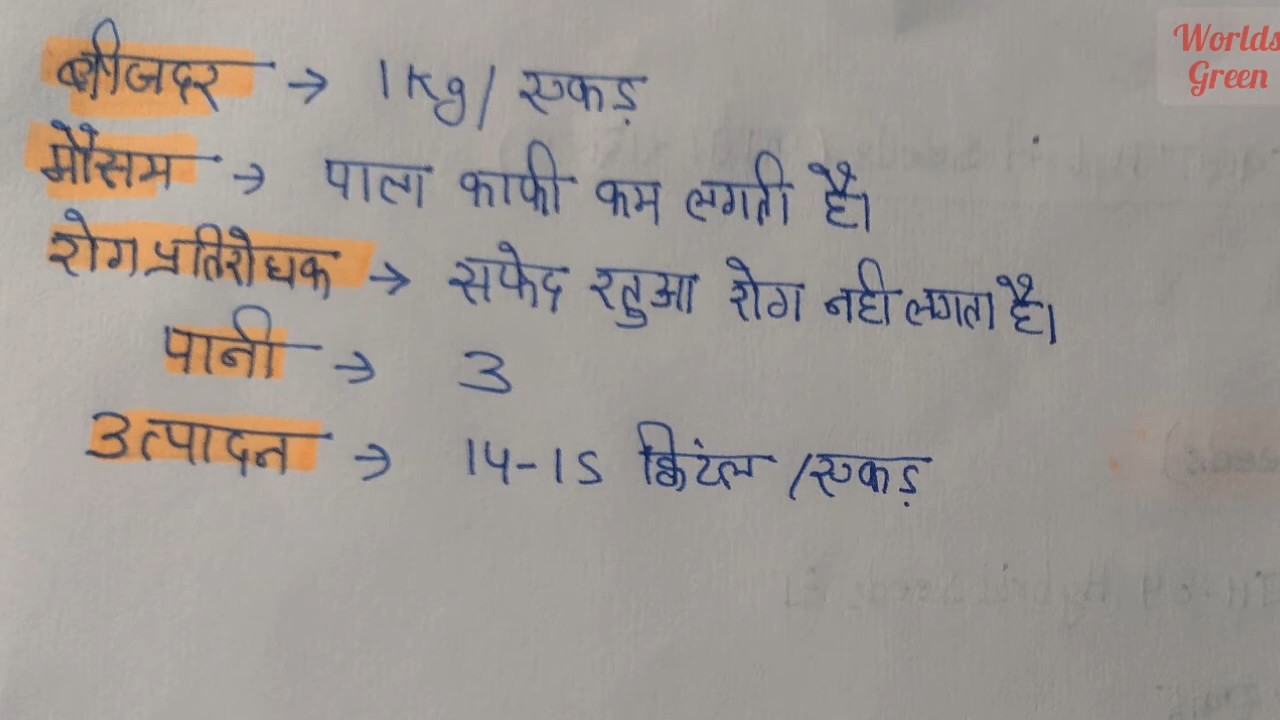 Worlds
Green
बीजदर → 1Kg/ एकड़
मौसम → पाला काफी कम लगती है।
रोग प्रतिरोधक → सफेद रतुआ रोग नही लगता है।
पानी → 3
उत्पादन → 14-15 क्विंटल /एकड़